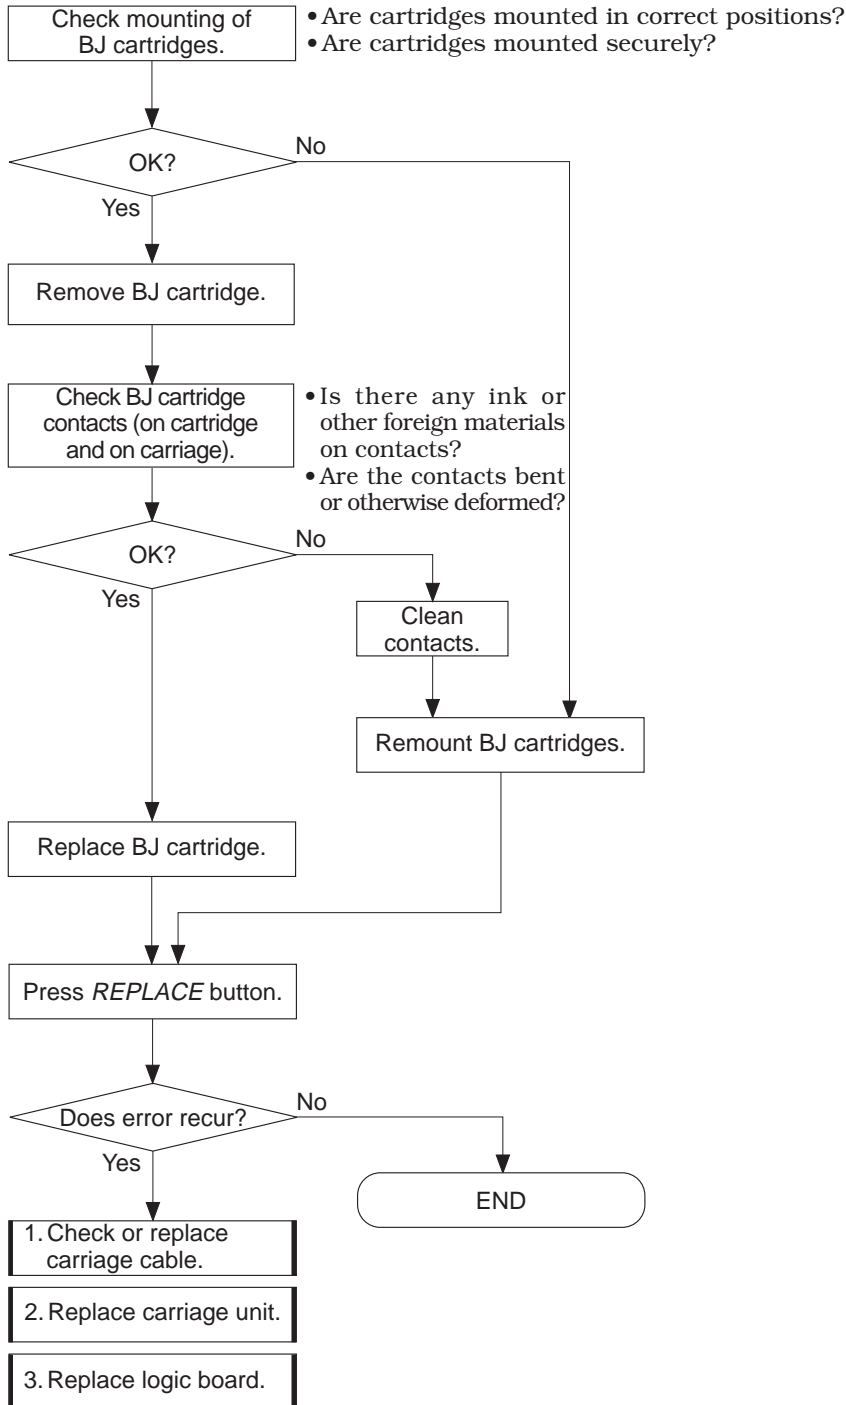 Check mounting of
BJ cartridges.
• Are cartridges mounted in correct positions?
• Are cartridges mounted securely?
OK?
No
Yes
Remove BJ cartridge.
Check BJ cartridge
contacts (on cartridge
and on carriage).
• Is there any ink or
other foreign materials
on contacts?
• Are the contacts bent
or otherwise deformed?
OK?
No
Yes
Clean
contacts.
Remount BJ cartridges.
Replace BJ cartridge.
Press REPLACE button.
Does error recur?
No
Yes
END
1. Check or replace
carriage cable.
2. Replace carriage unit.
3. Replace logic board.